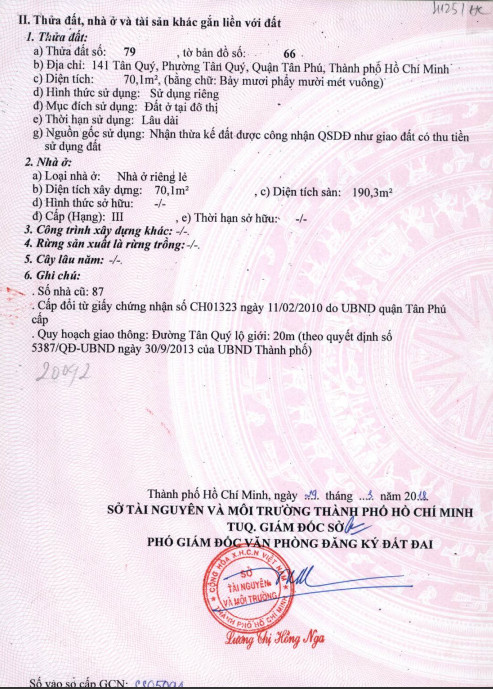 II. Thửa đất, nhà ở và tài sản khác gắn liền với đất
1. Thửa đất:
a) Thửa đất số: 79 , tờ bản đồ số: 66
b) Địa chỉ: 141 Tân Quý, Phường Tân Quý, Quận Tân Phú, Thành phố Hồ Chí Minh
c) Diện tích: 70,1m², (bằng chữ: Bảy mươi phẩy mười mét vuông)
d) Hình thức sử dụng: Sử dụng riêng
đ) Mục đích sử dụng: Đất ở tại đô thị
e) Thời hạn sử dụng: Lâu dài
g) Nguồn gốc sử dụng: Nhận thừa kế đất được công nhận QSDĐ như giao đất có thu tiền
sử dụng đất
2. Nhà ở:
a) Loại nhà ở: Nhà ở riêng lẻ
b) Diện tích xây dựng: 70,1m² , c) Diện tích sàn: 190,3m²
d) Hình thức sở hữu: -/-
đ) Cấp (Hạng): III , e) Thời hạn sở hữu: -/-
3. Công trình xây dựng khác: -/-.
4. Rừng sản xuất là rừng trồng: -/-.
5. Cây lâu năm: -/-.
6. Ghi chú:
. Số nhà cũ: 87
. Cấp đổi từ giấy chứng nhận số CH01323 ngày 11/02/2010 do UBND quận Tân Phú
cấp
. Quy hoạch giao thông: Đường Tân Quý lộ giới: 20m (theo quyết định số
5387/QĐ-UBND ngày 30/9/2013 của UBND Thành phố)
20092
Thành phố Hồ Chí Minh, ngày tháng năm 2018
SỞ TÀI NGUYÊN VÀ MÔI TRƯỜNG THÀNH PHỐ HỒ CHÍ MINH
TUQ. GIÁM ĐỐC SỞ
PHÓ GIÁM ĐỐC VĂN PHÒNG ĐĂNG KÝ ĐẤT ĐAI
CỘNG HÒA X.H.C.N VIỆT NAM
SỞ
TÀI NGUYÊN
VÀ MÔI TRƯỜNG
THÀNH PHỐ HỒ CHÍ MINH
Lương Thị Hồng Nga
Số vào sổ cấp GCN: